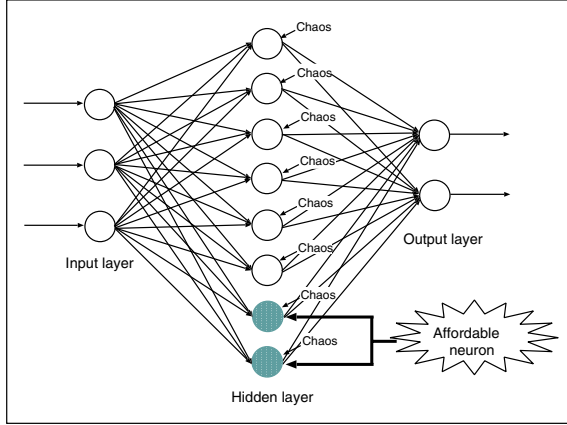 Chaos
Chaos
Chaos
Chaos
Chaos
Chaos
Chaos
Chaos
Input layer
Output layer
Affordable
neuron
Hidden layer